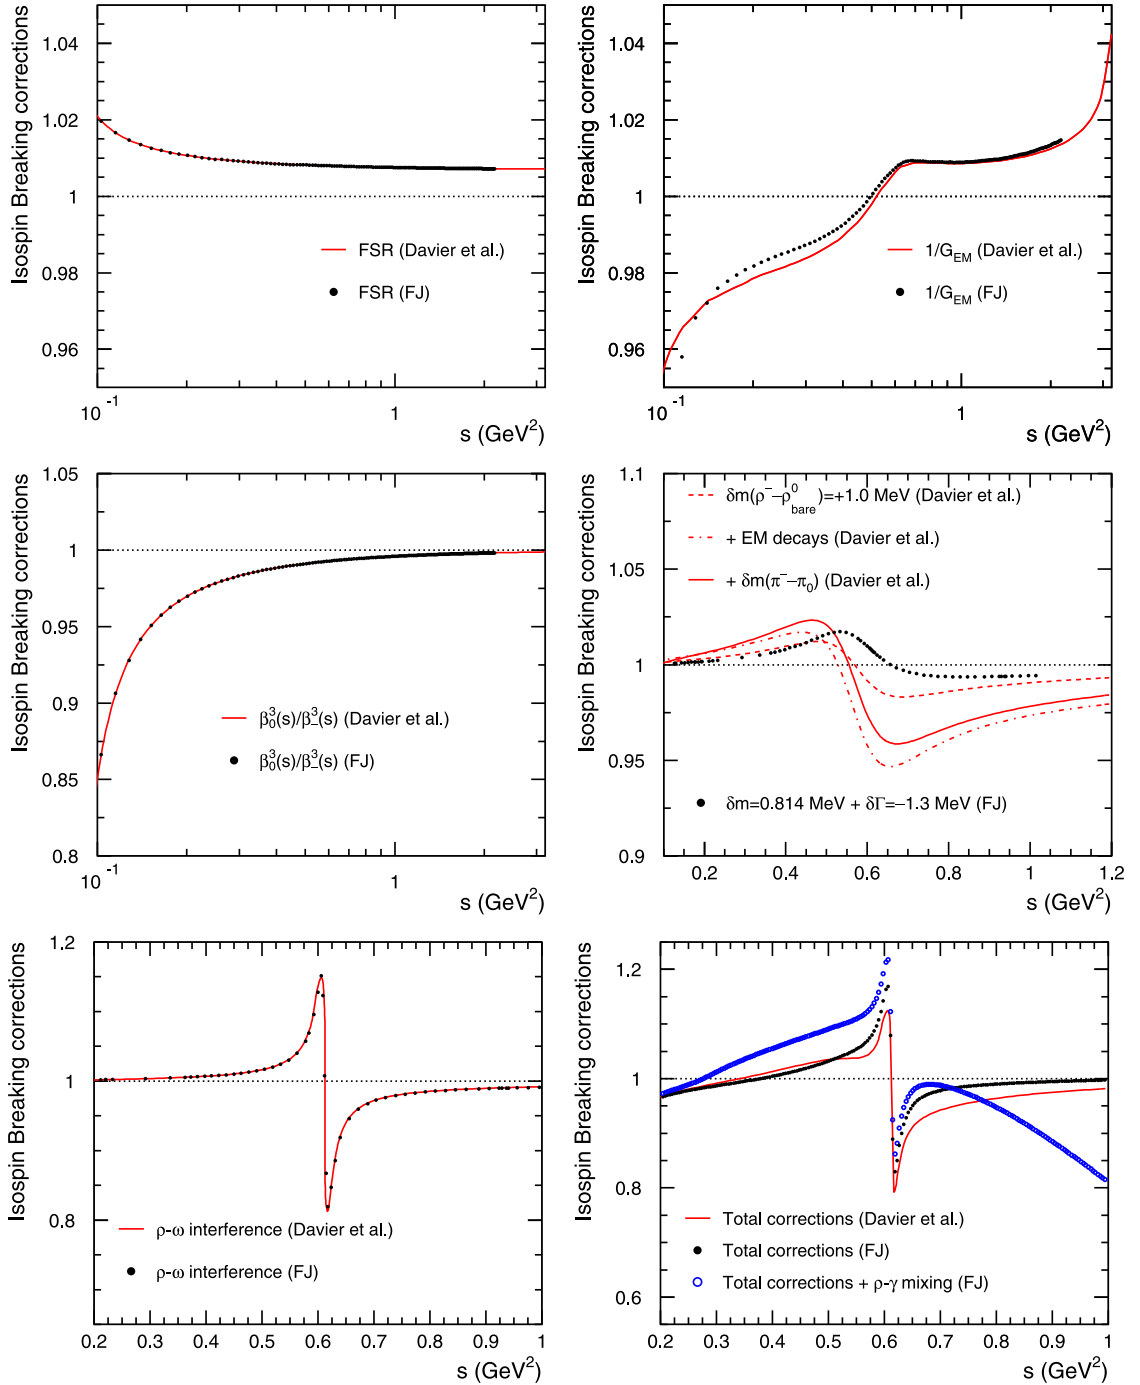 Isospin Breaking corrections
1.04
1.02
1
0.98
0.96
FSR (Davier et al.)
FSR (FJ)
10⁻¹
1
s (GeV²)
Isospin Breaking corrections
1.04
1.02
1
0.98
0.96
1/G_EM (Davier et al.)
1/G_EM (FJ)
10⁻¹
1
s (GeV²)
Isospin Breaking corrections
1.05
1
0.95
0.9
0.85
0.8
β₀³(s)/β₋³(s) (Davier et al.)
β₀³(s)/β₋³(s) (FJ)
10⁻¹
1
s (GeV²)
Isospin Breaking corrections
1.1
1.05
1
0.95
0.9
δm(ρ⁻−ρ⁰_bare)=+1.0 MeV (Davier et al.)
+ EM decays (Davier et al.)
+ δm(π⁻−π₀) (Davier et al.)
δm=0.814 MeV + δΓ=−1.3 MeV (FJ)
0.2 0.4 0.6 0.8 1 1.2
s (GeV²)
Isospin Breaking corrections
1.2
1
0.8
ρ-ω interference (Davier et al.)
ρ-ω interference (FJ)
0.2 0.3 0.4 0.5 0.6 0.7 0.8 0.9 1
s (GeV²)
Isospin Breaking corrections
1.2
1
0.8
0.6
Total corrections (Davier et al.)
Total corrections (FJ)
Total corrections + ρ-γ mixing (FJ)
0.2 0.3 0.4 0.5 0.6 0.7 0.8 0.9 1
s (GeV²)